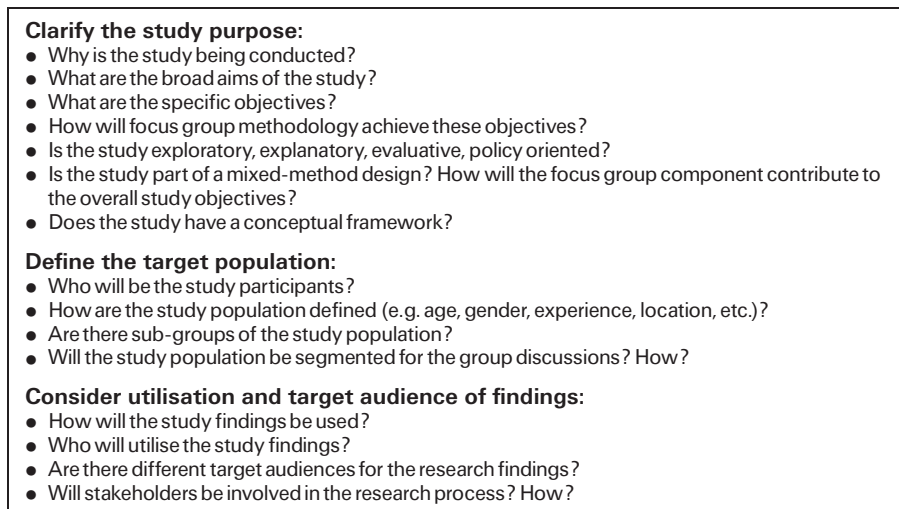 Clarify the study purpose:
● Why is the study being conducted?
● What are the broad aims of the study?
● What are the specific objectives?
● How will focus group methodology achieve these objectives?
● Is the study exploratory, explanatory, evaluative, policy oriented?
● Is the study part of a mixed-method design? How will the focus group component contribute to
the overall study objectives?
● Does the study have a conceptual framework?
Define the target population:
● Who will be the study participants?
● How are the study population defined (e.g. age, gender, experience, location, etc.)?
● Are there sub-groups of the study population?
● Will the study population be segmented for the group discussions? How?
Consider utilisation and target audience of findings:
● How will the study findings be used?
● Who will utilise the study findings?
● Are there different target audiences for the research findings?
● Will stakeholders be involved in the research process? How?